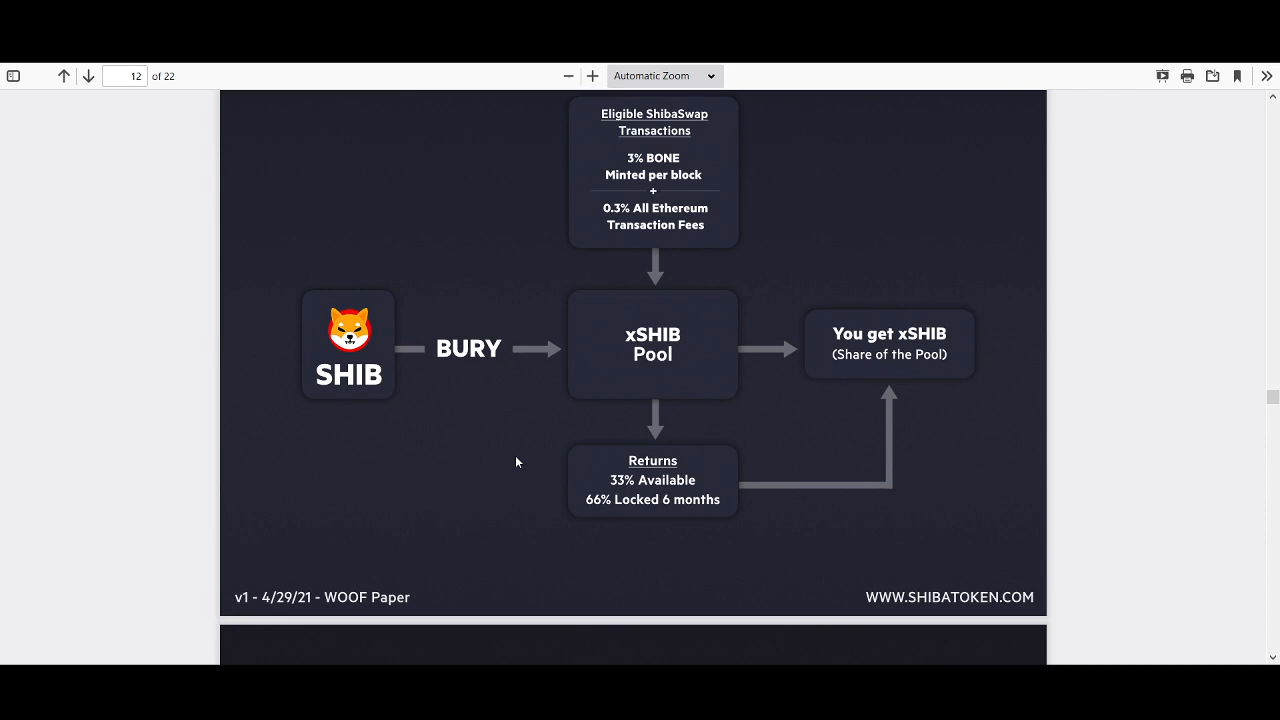 12 of 22
Automatic Zoom
Eligible ShibaSwap
Transactions
3% BONE
Minted per block
+
0.3% All Ethereum
Transaction Fees
SHIB
BURY
xSHIB
Pool
You get xSHIB
(Share of the Pool)
Returns
33% Available
66% Locked 6 months
v1 - 4/29/21 - WOOF Paper
WWW.SHIBATOKEN.COM